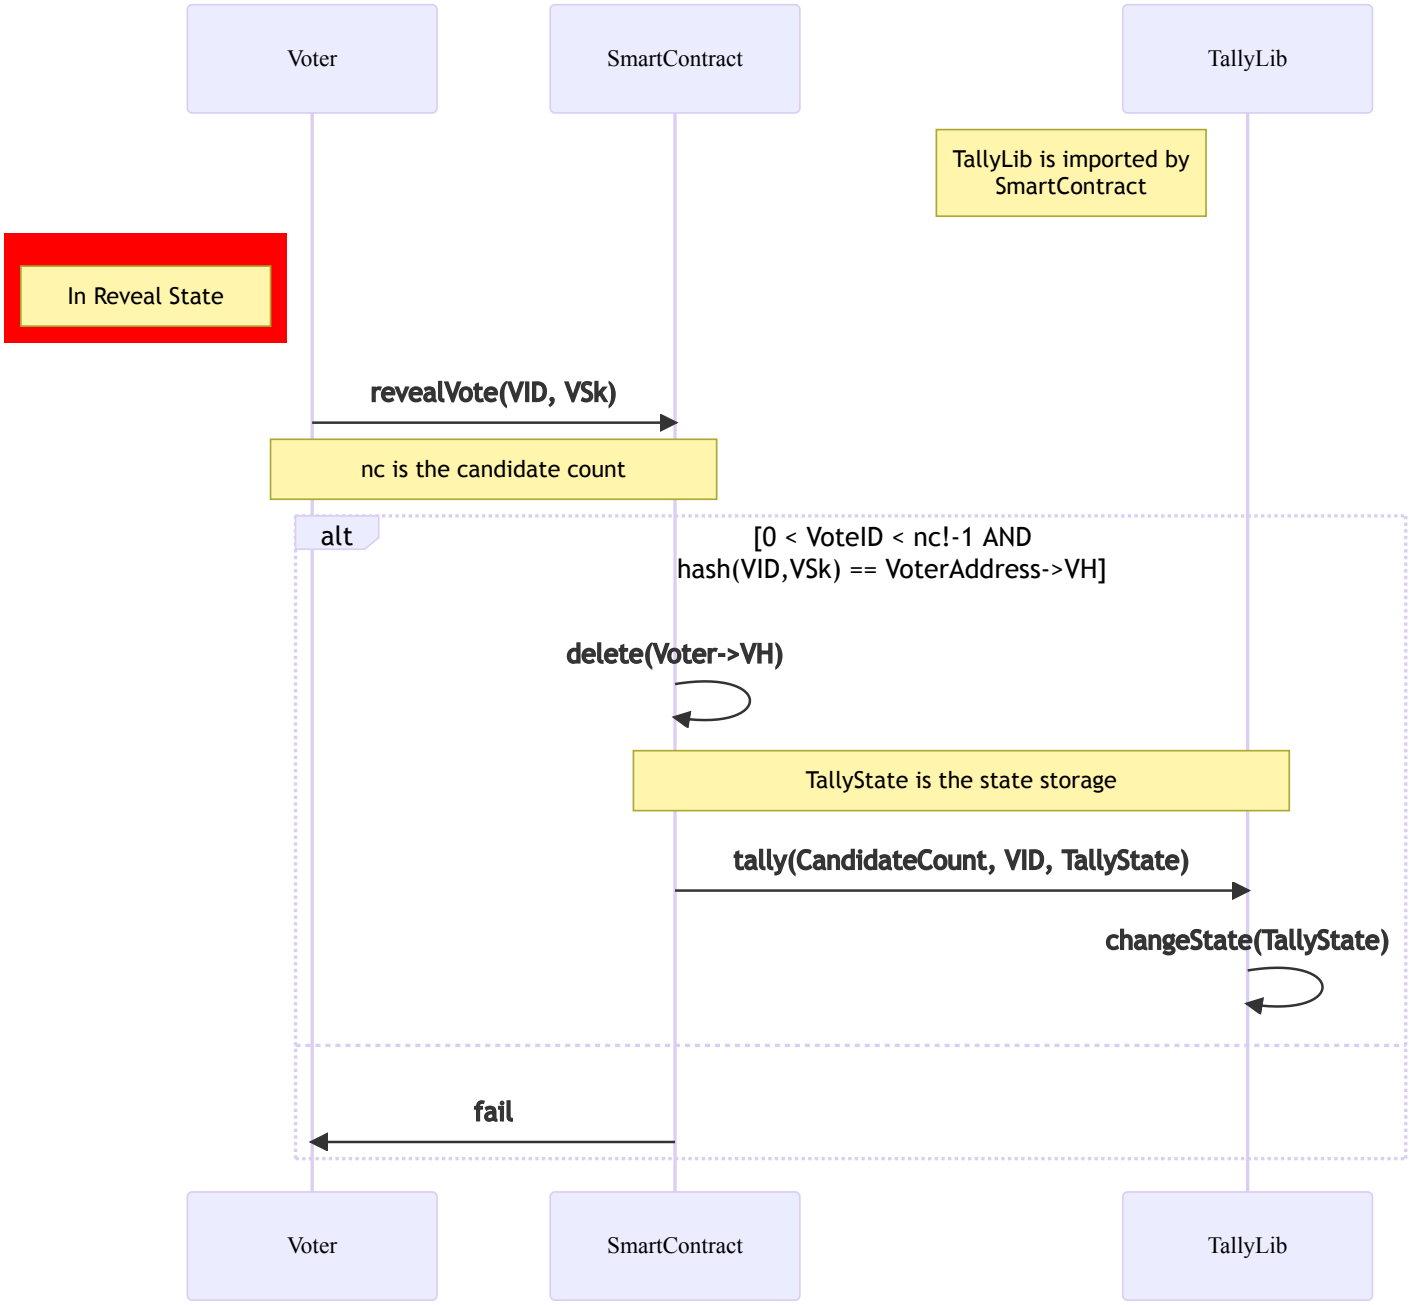 Voter
SmartContract
TallyLib
TallyLib is imported by
SmartContract
In Reveal State
revealVote(VID, VSk)
nc is the candidate count
alt
[0 < VoteID < nc!-1 AND
hash(VID,VSk) == VoterAddress->VH]
delete(Voter->VH)
TallyState is the state storage
tally(CandidateCount, VID, TallyState)
changeState(TallyState)
fail
Voter
SmartContract
TallyLib